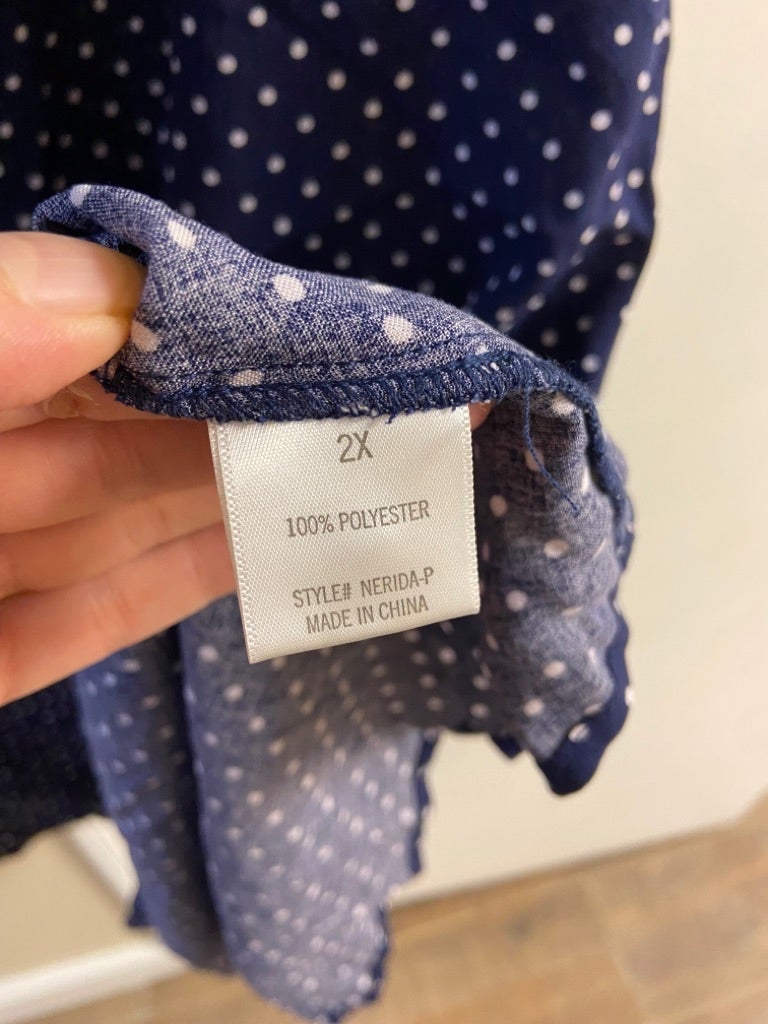 2X
100% POLYESTER
STYLE# NERIDA-P
MADE IN CHINA